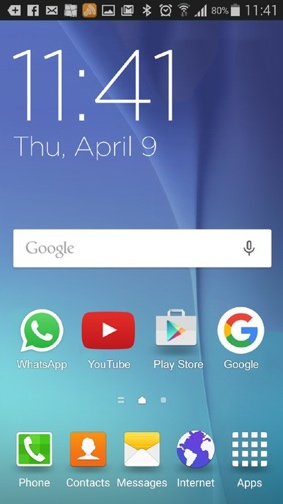 80% 11:41
11:41
Thu, April 9
Google
WhatsApp YouTube Play Store Google
Phone Contacts Messages Internet Apps